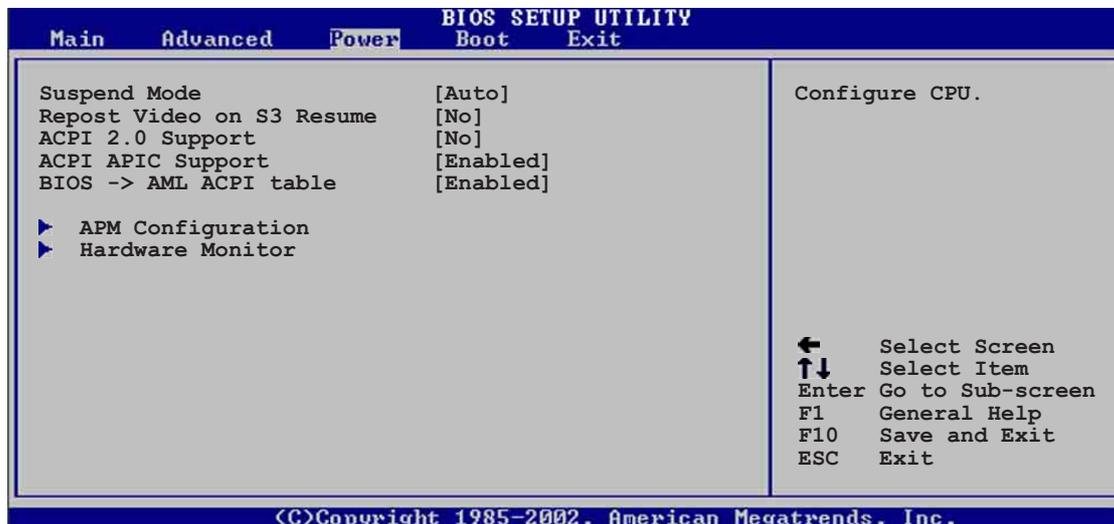 BIOS SETUP UTILITY
Main Advanced Power Boot Exit
Suspend Mode [Auto]
Repost Video on S3 Resume [No]
ACPI 2.0 Support [No]
ACPI APIC Support [Enabled]
BIOS -> AML ACPI table [Enabled]
APM Configuration
Hardware Monitor
Configure CPU.
← Select Screen
↑↓ Select Item
Enter Go to Sub-screen
F1 General Help
F10 Save and Exit
ESC Exit
(C)Copyright 1985-2002, American Megatrends, Inc.